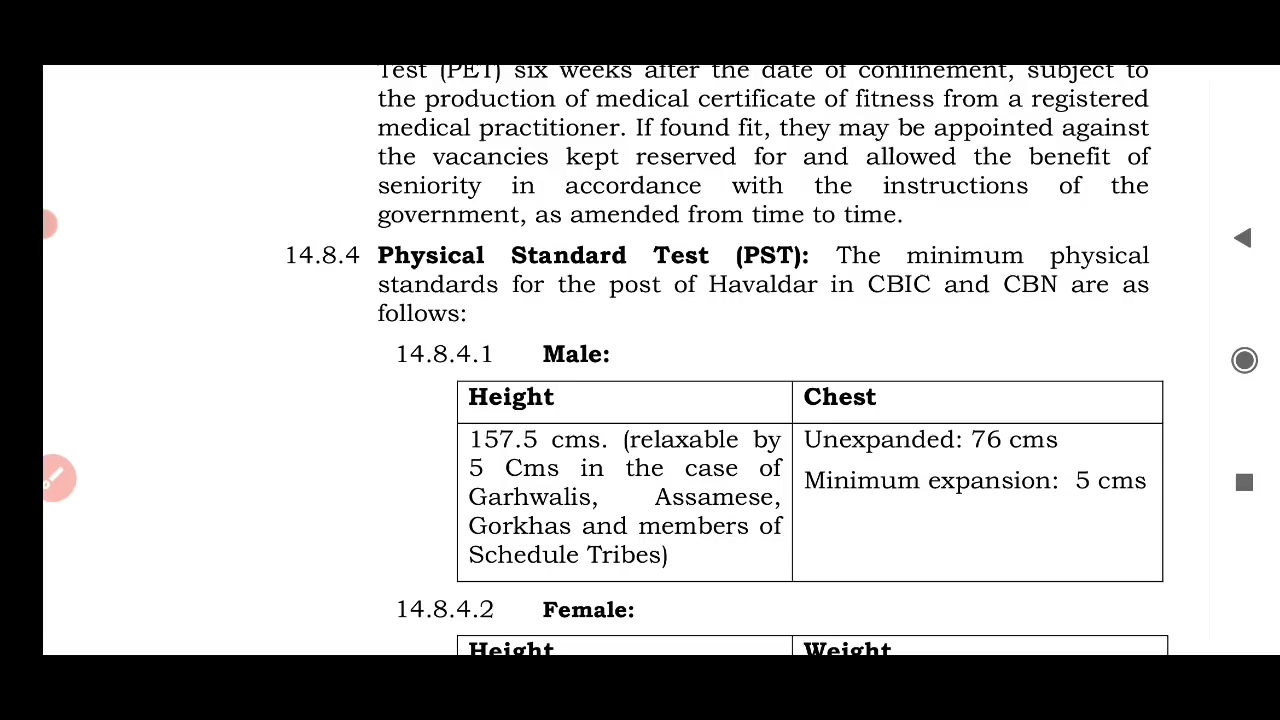 Test (PET) six weeks after the date of confinement, subject to
the production of medical certificate of fitness from a registered
medical practitioner. If found fit, they may be appointed against
the vacancies kept reserved for and allowed the benefit of
seniority in accordance with the instructions of the
government, as amended from time to time.
14.8.4 Physical Standard Test (PST): The minimum physical
standards for the post of Havaldar in CBIC and CBN are as
follows:
14.8.4.1 Male:
Height
157.5 cms. (relaxable by
5 Cms in the case of
Garhwalis, Assamese,
Gorkhas and members of
Schedule Tribes)
Chest
Unexpanded: 76 cms
Minimum expansion: 5 cms
14.8.4.2 Female:
Height
Weight